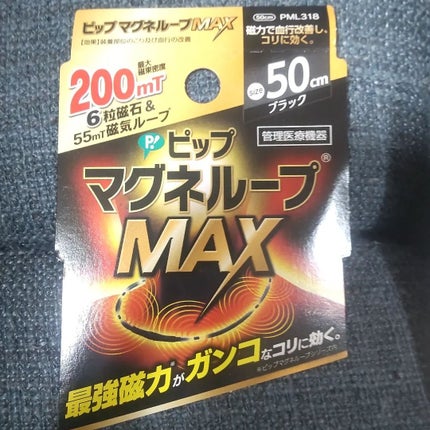 ピップ マグネループMAX
50cm PML318
【効果】装着部位のこり及び血行の改善
磁力で血行改善し、
コリに効く。
最大
磁束密度
200mT
6粒磁石&
55mT磁気ループ
size 50cm
ブラック
管理医療機器
P!
ピップ
マグネループ®
MAX
最強磁力がガンコなコリに効く。